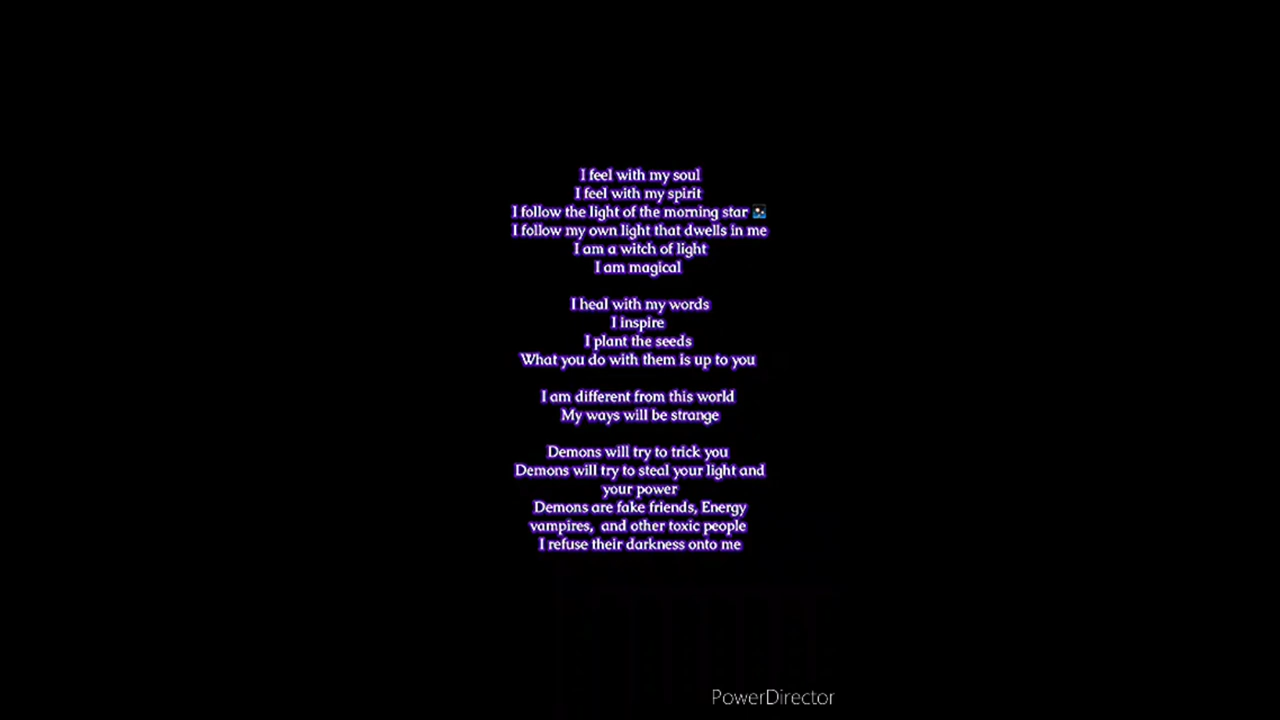 I feel with my soul
I feel with my spirit
I follow the light of the morning star
I follow my own light that dwells in me
I am a witch of light
I am magical
I heal with my words
I inspire
I plant the seeds
What you do with them is up to you
I am different from this world
My ways will be strange
Demons will try to trick you
Demons will try to steal your light and
your power
Demons are fake friends, Energy
vampires, and other toxic people
I refuse their darkness onto me
PowerDirector